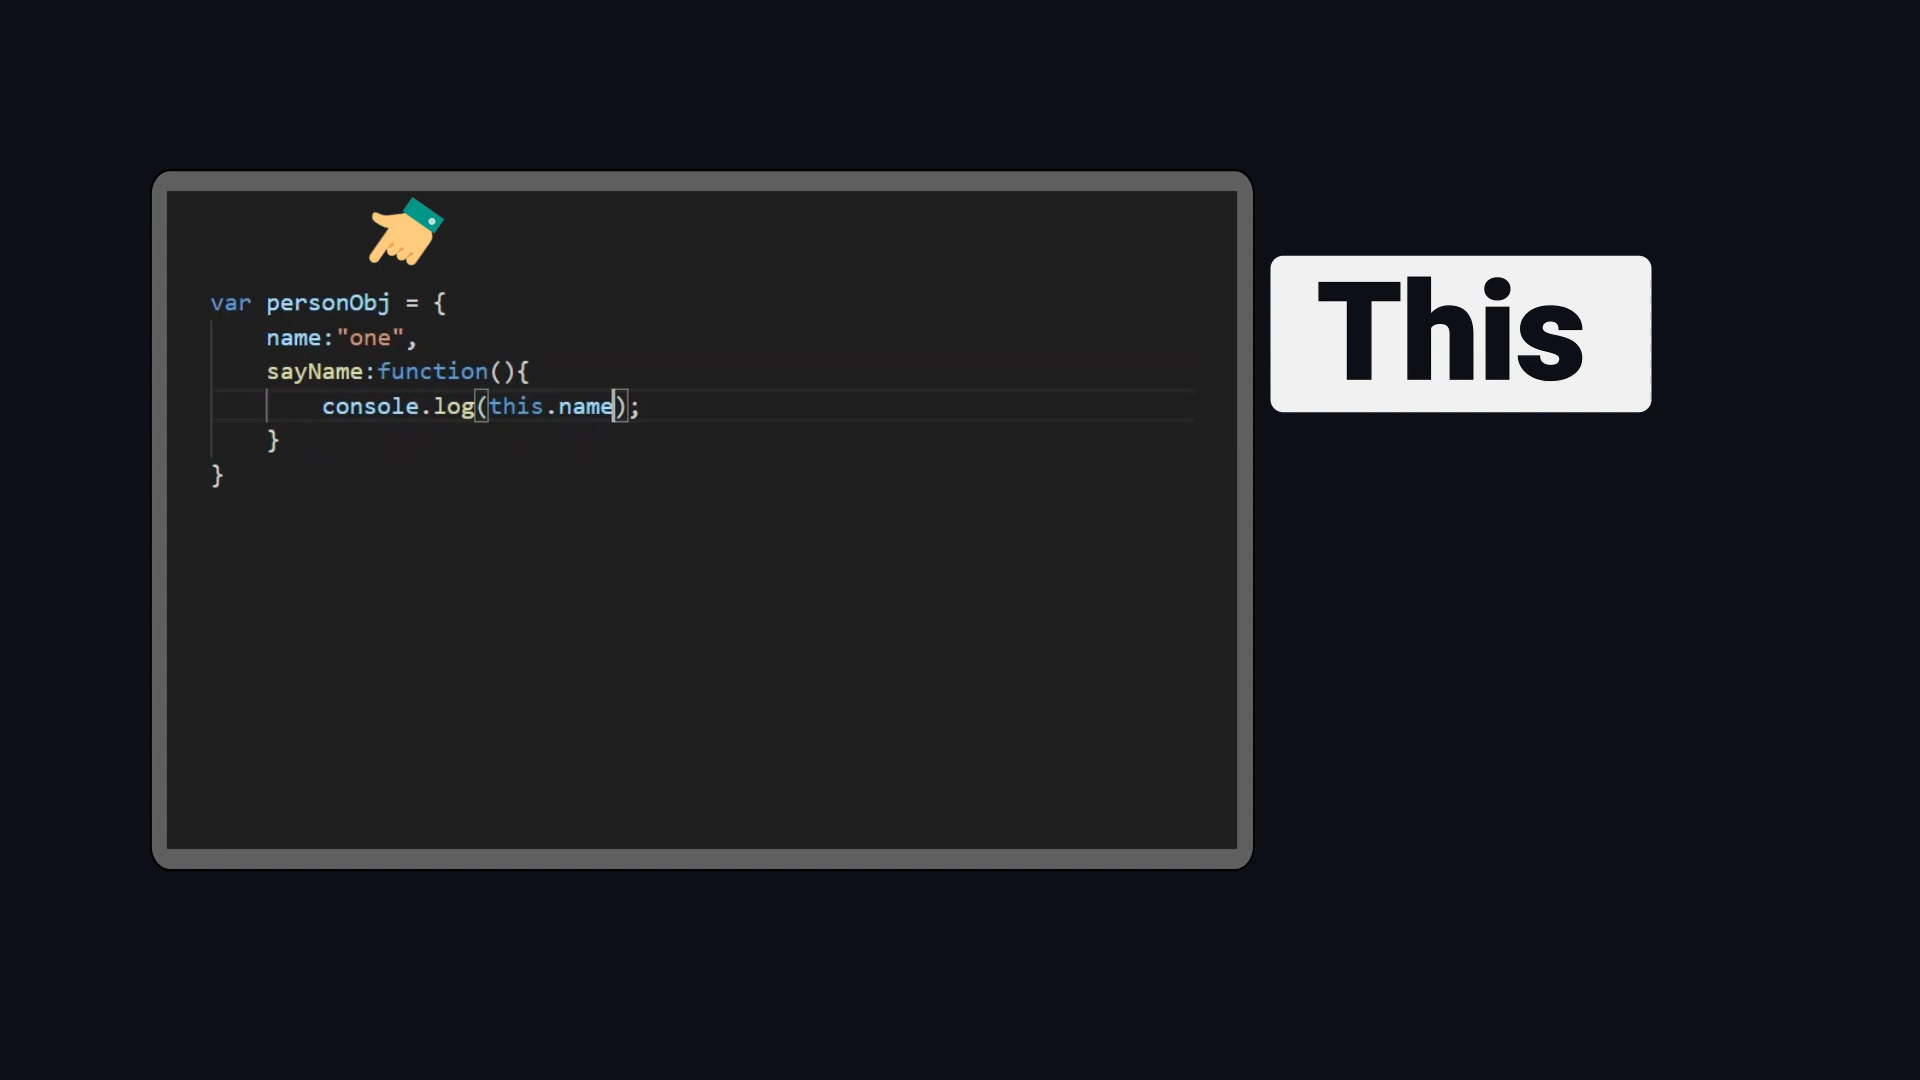 var personObj = {
    name:"one",
    sayName:function(){
        console.log(this.name);
    }
}
This